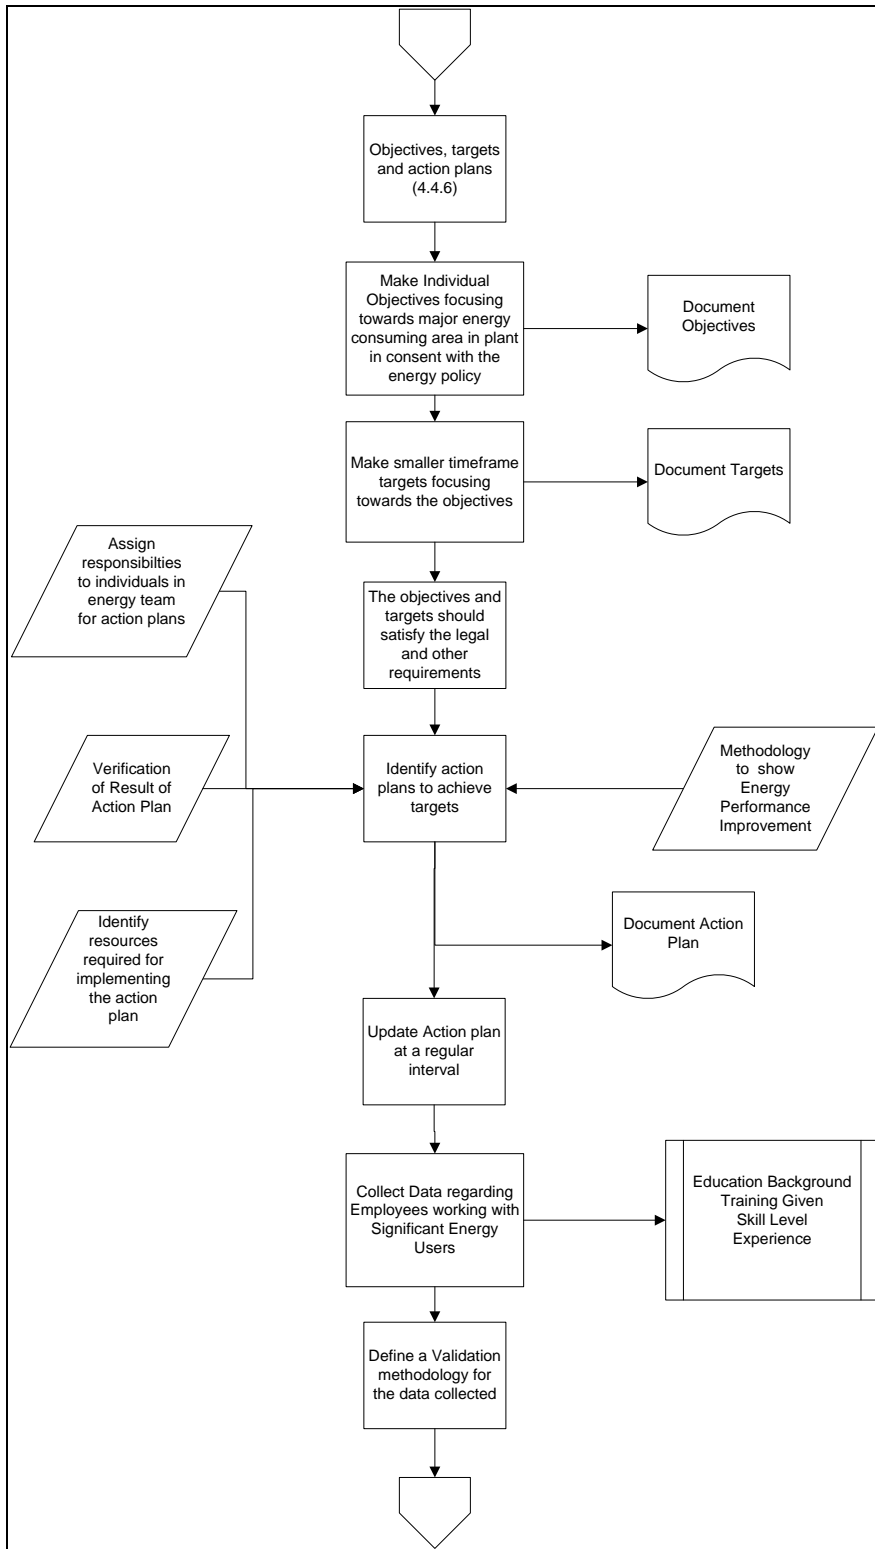 Objectives, targets
and action plans
(4.4.6)
Make Individual
Objectives focusing
towards major energy
consuming area in plant
in consent with the
energy policy
Document
Objectives
Make smaller timeframe
targets focusing
towards the objectives
Document Targets
Assign
responsibilties
to individuals in
energy team
for action plans
The objectives and
targets should
satisfy the legal
and other
requirements
Verification
of Result of
Action Plan
Identify action
plans to achieve
targets
Methodology
to show
Energy
Performance
Improvement
Identify
resources
required for
implementing
the action
plan
Document Action
Plan
Update Action plan
at a regular
interval
Collect Data regarding
Employees working with
Significant Energy
Users
Education Background
Training Given
Skill Level
Experience
Define a Validation
methodology for
the data collected